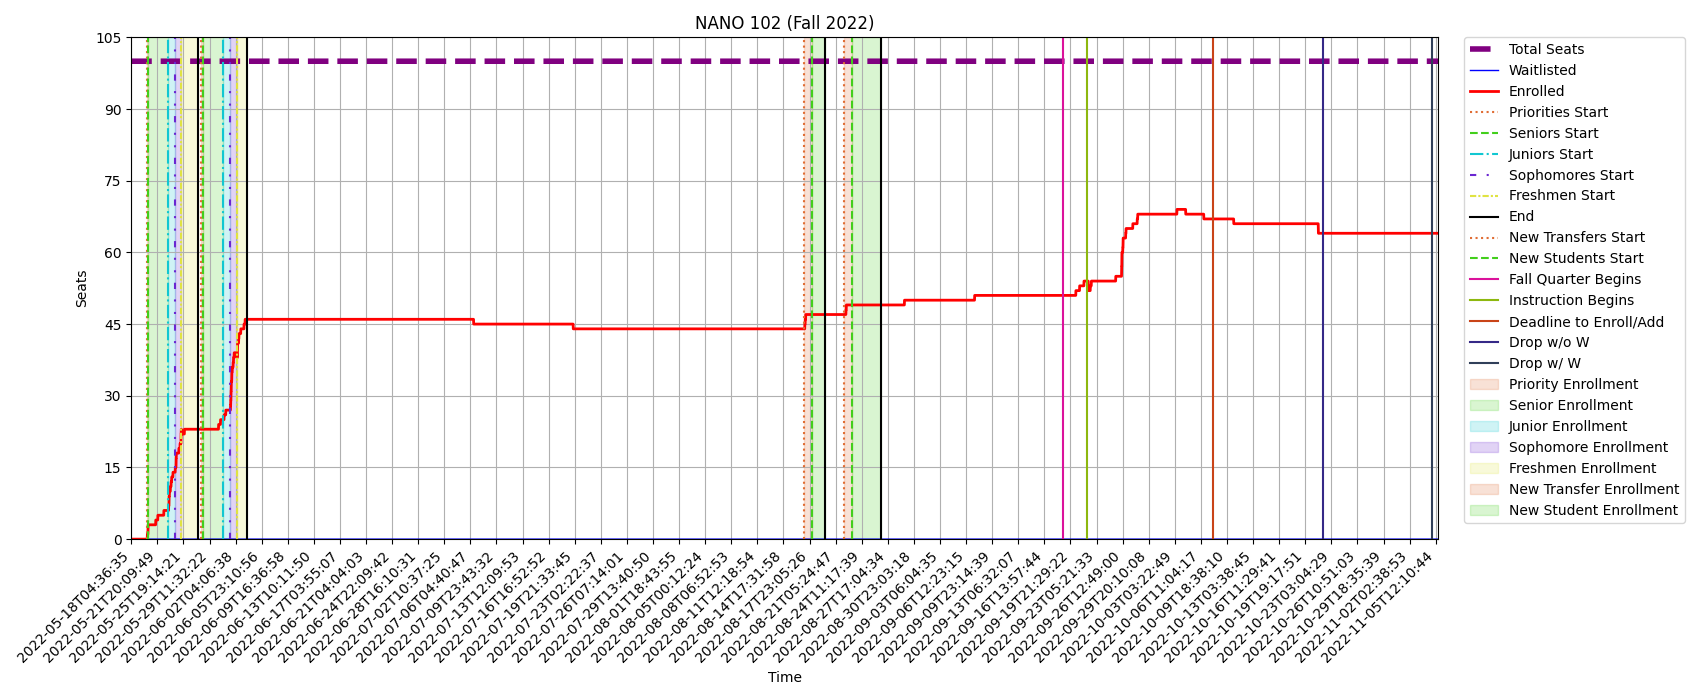 NANO 102 (Fall 2022)
105
90
75
60
45
30
15
0
Seats
2022-05-18T04:36:35
2022-05-21T20:09:49
2022-05-25T19:14:21
2022-05-29T11:32:22
2022-06-02T04:06:38
2022-06-05T23:10:56
2022-06-09T16:36:58
2022-06-13T10:11:50
2022-06-17T03:55:07
2022-06-21T04:04:03
2022-06-24T22:09:42
2022-06-28T16:10:31
2022-07-02T10:37:25
2022-07-06T04:40:47
2022-07-09T23:43:32
2022-07-13T12:09:53
2022-07-16T16:52:52
2022-07-19T21:33:45
2022-07-23T02:22:37
2022-07-26T07:14:01
2022-07-29T13:40:50
2022-08-01T18:43:55
2022-08-05T00:12:24
2022-08-08T06:52:53
2022-08-11T12:18:54
2022-08-14T17:31:58
2022-08-17T23:05:26
2022-08-21T05:24:47
2022-08-24T11:17:39
2022-08-27T17:04:34
2022-08-30T23:03:18
2022-09-03T06:04:35
2022-09-06T12:23:15
2022-09-09T23:14:39
2022-09-13T06:32:07
2022-09-16T13:57:44
2022-09-19T21:29:22
2022-09-23T05:21:33
2022-09-26T12:49:00
2022-09-29T20:10:08
2022-10-03T03:22:49
2022-10-06T11:04:17
2022-10-09T18:38:10
2022-10-13T03:38:45
2022-10-16T11:29:41
2022-10-19T19:17:51
2022-10-23T03:04:29
2022-10-26T10:51:03
2022-10-29T18:35:39
2022-11-02T02:38:53
2022-11-05T12:10:44
Time
Total Seats
Waitlisted
Enrolled
Priorities Start
Seniors Start
Juniors Start
Sophomores Start
Freshmen Start
End
New Transfers Start
New Students Start
Fall Quarter Begins
Instruction Begins
Deadline to Enroll/Add
Drop w/o W
Drop w/ W
Priority Enrollment
Senior Enrollment
Junior Enrollment
Sophomore Enrollment
Freshmen Enrollment
New Transfer Enrollment
New Student Enrollment